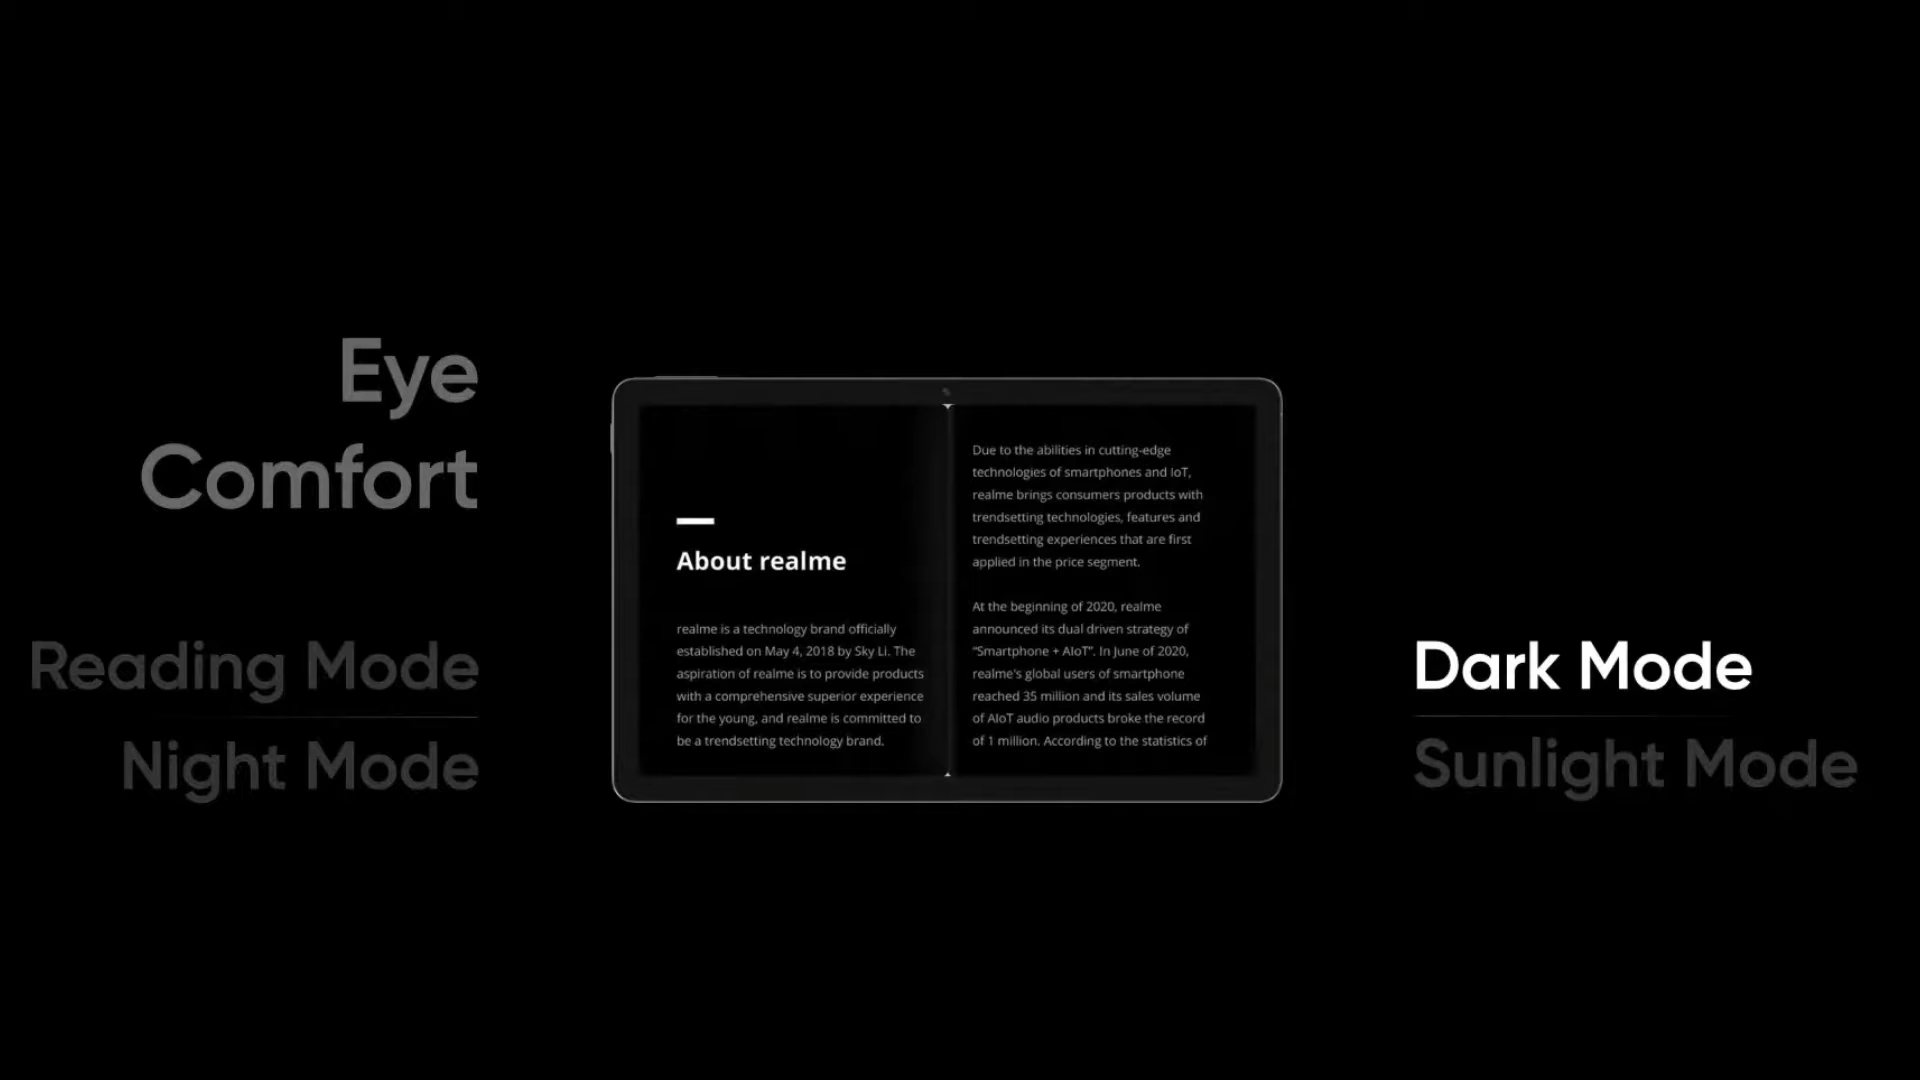 Eye
Comfort
Reading Mode
Night Mode
About realme
realme is a technology brand officially
established on May 4, 2018 by Sky Li. The
aspiration of realme is to provide products
with a comprehensive superior experience
for the young, and realme is committed to
be a trendsetting technology brand.
Due to the abilities in cutting-edge
technologies of smartphones and IoT,
realme brings consumers products with
trendsetting technologies, features and
trendsetting experiences that are first
applied in the price segment.
At the beginning of 2020, realme
announced its dual driven strategy of
“Smartphone + AIoT”. In June of 2020,
realme's global users of smartphone
reached 35 million and its sales volume
of AIoT audio products broke the record
of 1 million. According to the statistics of
Dark Mode
Sunlight Mode